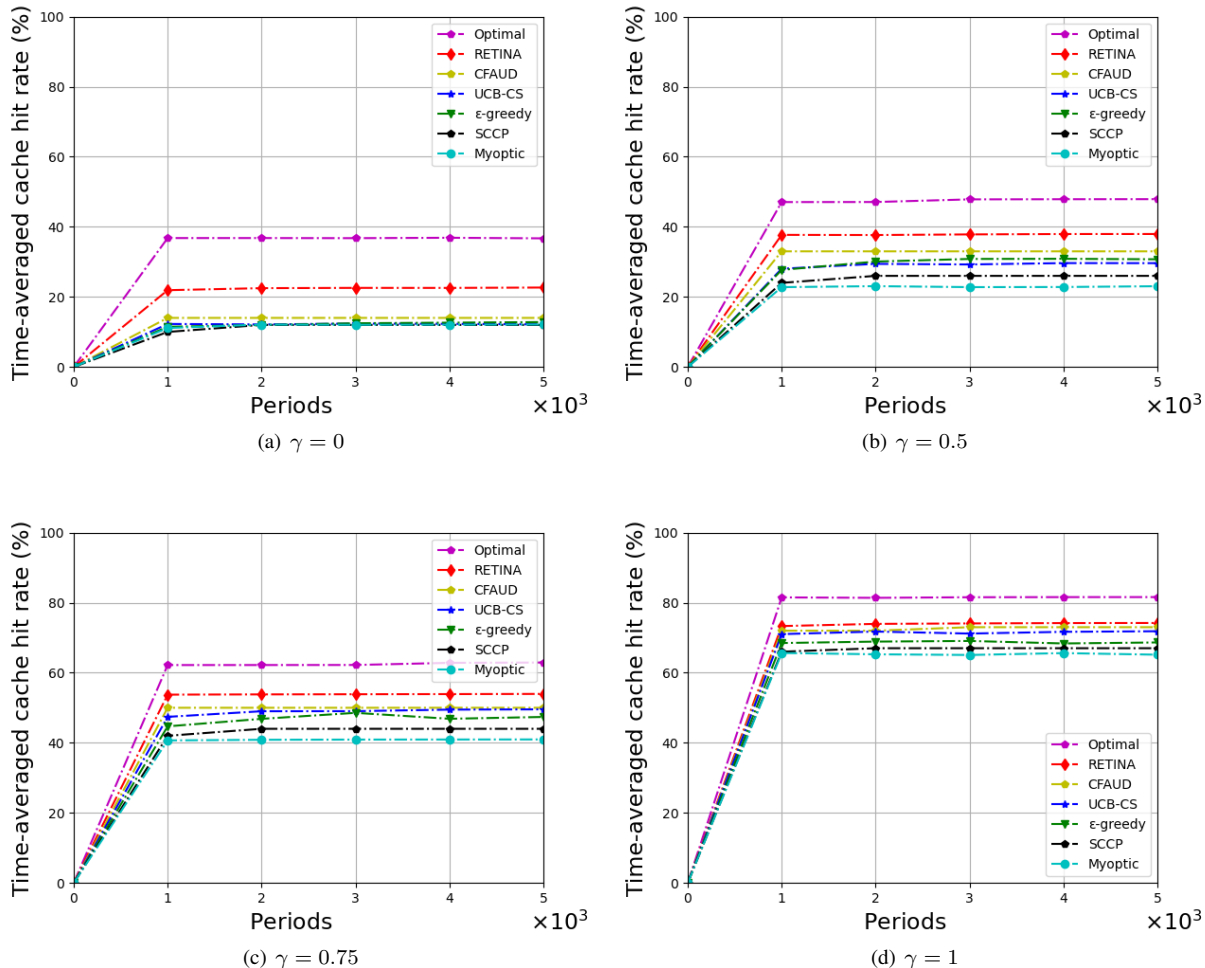 Time-averaged cache hit rate (%)
100
80
60
40
20
0
Optimal
RETINA
CFAUD
UCB-CS
ε-greedy
SCCP
Myoptic
0 1 2 3 4 5
Periods
×10³
(a) γ = 0
Time-averaged cache hit rate (%)
100
80
60
40
20
0
Optimal
RETINA
CFAUD
UCB-CS
ε-greedy
SCCP
Myoptic
0 1 2 3 4 5
Periods
×10³
(b) γ = 0.5
Time-averaged cache hit rate (%)
100
80
60
40
20
0
Optimal
RETINA
CFAUD
UCB-CS
ε-greedy
SCCP
Myoptic
0 1 2 3 4 5
Periods
×10³
(c) γ = 0.75
Time-averaged cache hit rate (%)
100
80
60
40
20
0
Optimal
RETINA
CFAUD
UCB-CS
ε-greedy
SCCP
Myoptic
0 1 2 3 4 5
Periods
×10³
(d) γ = 1